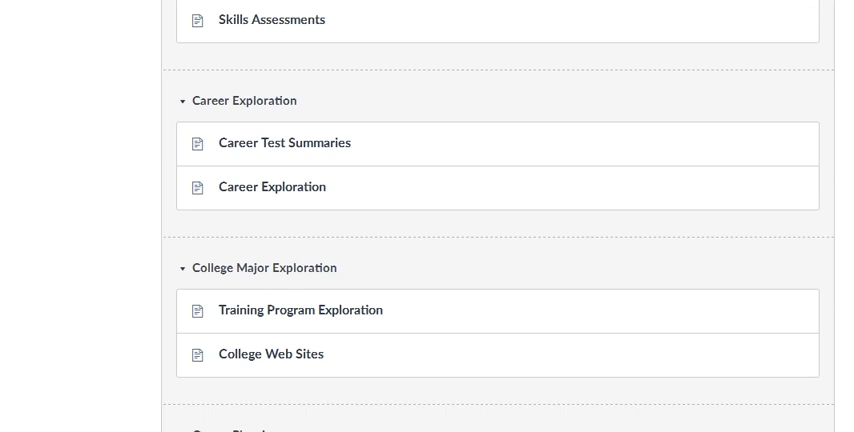 Skills Assessments
Career Exploration
Career Test Summaries
Career Exploration
College Major Exploration
Training Program Exploration
College Web Sites